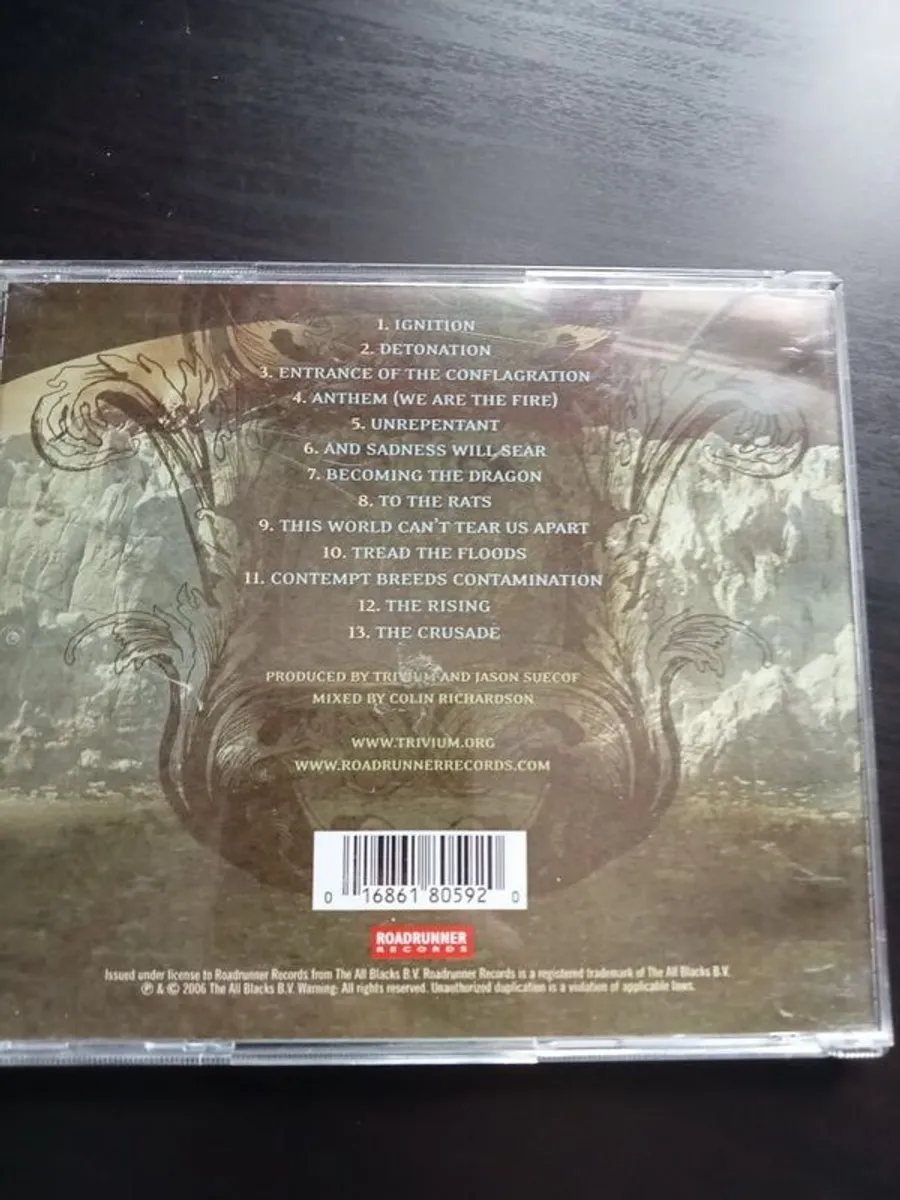 1. IGNITION
2. DETONATION
3. ENTRANCE OF THE CONFLAGRATION
4. ANTHEM (WE ARE THE FIRE)
5. UNREPENTANT
6. AND SADNESS WILL SEAR
7. BECOMING THE DRAGON
8. TO THE RATS
9. THIS WORLD CAN'T TEAR US APART
10. TREAD THE FLOODS
11. CONTEMPT BREEDS CONTAMINATION
12. THE RISING
13. THE CRUSADE
PRODUCED BY TRIVIUM AND JASON SUECOF
MIXED BY COLIN RICHARDSON
WWW.TRIVIUM.ORG
WWW.ROADRUNNERRECORDS.COM
0 16861 80592 0
ROADRUNNER
RECORDS
Issued under license to Roadrunner Records from The All Blacks B.V. Roadrunner Records is a registered trademark of The All Blacks B.V.
℗ & © 2006 The All Blacks B.V. Warning: All rights reserved. Unauthorized duplication is a violation of applicable laws.